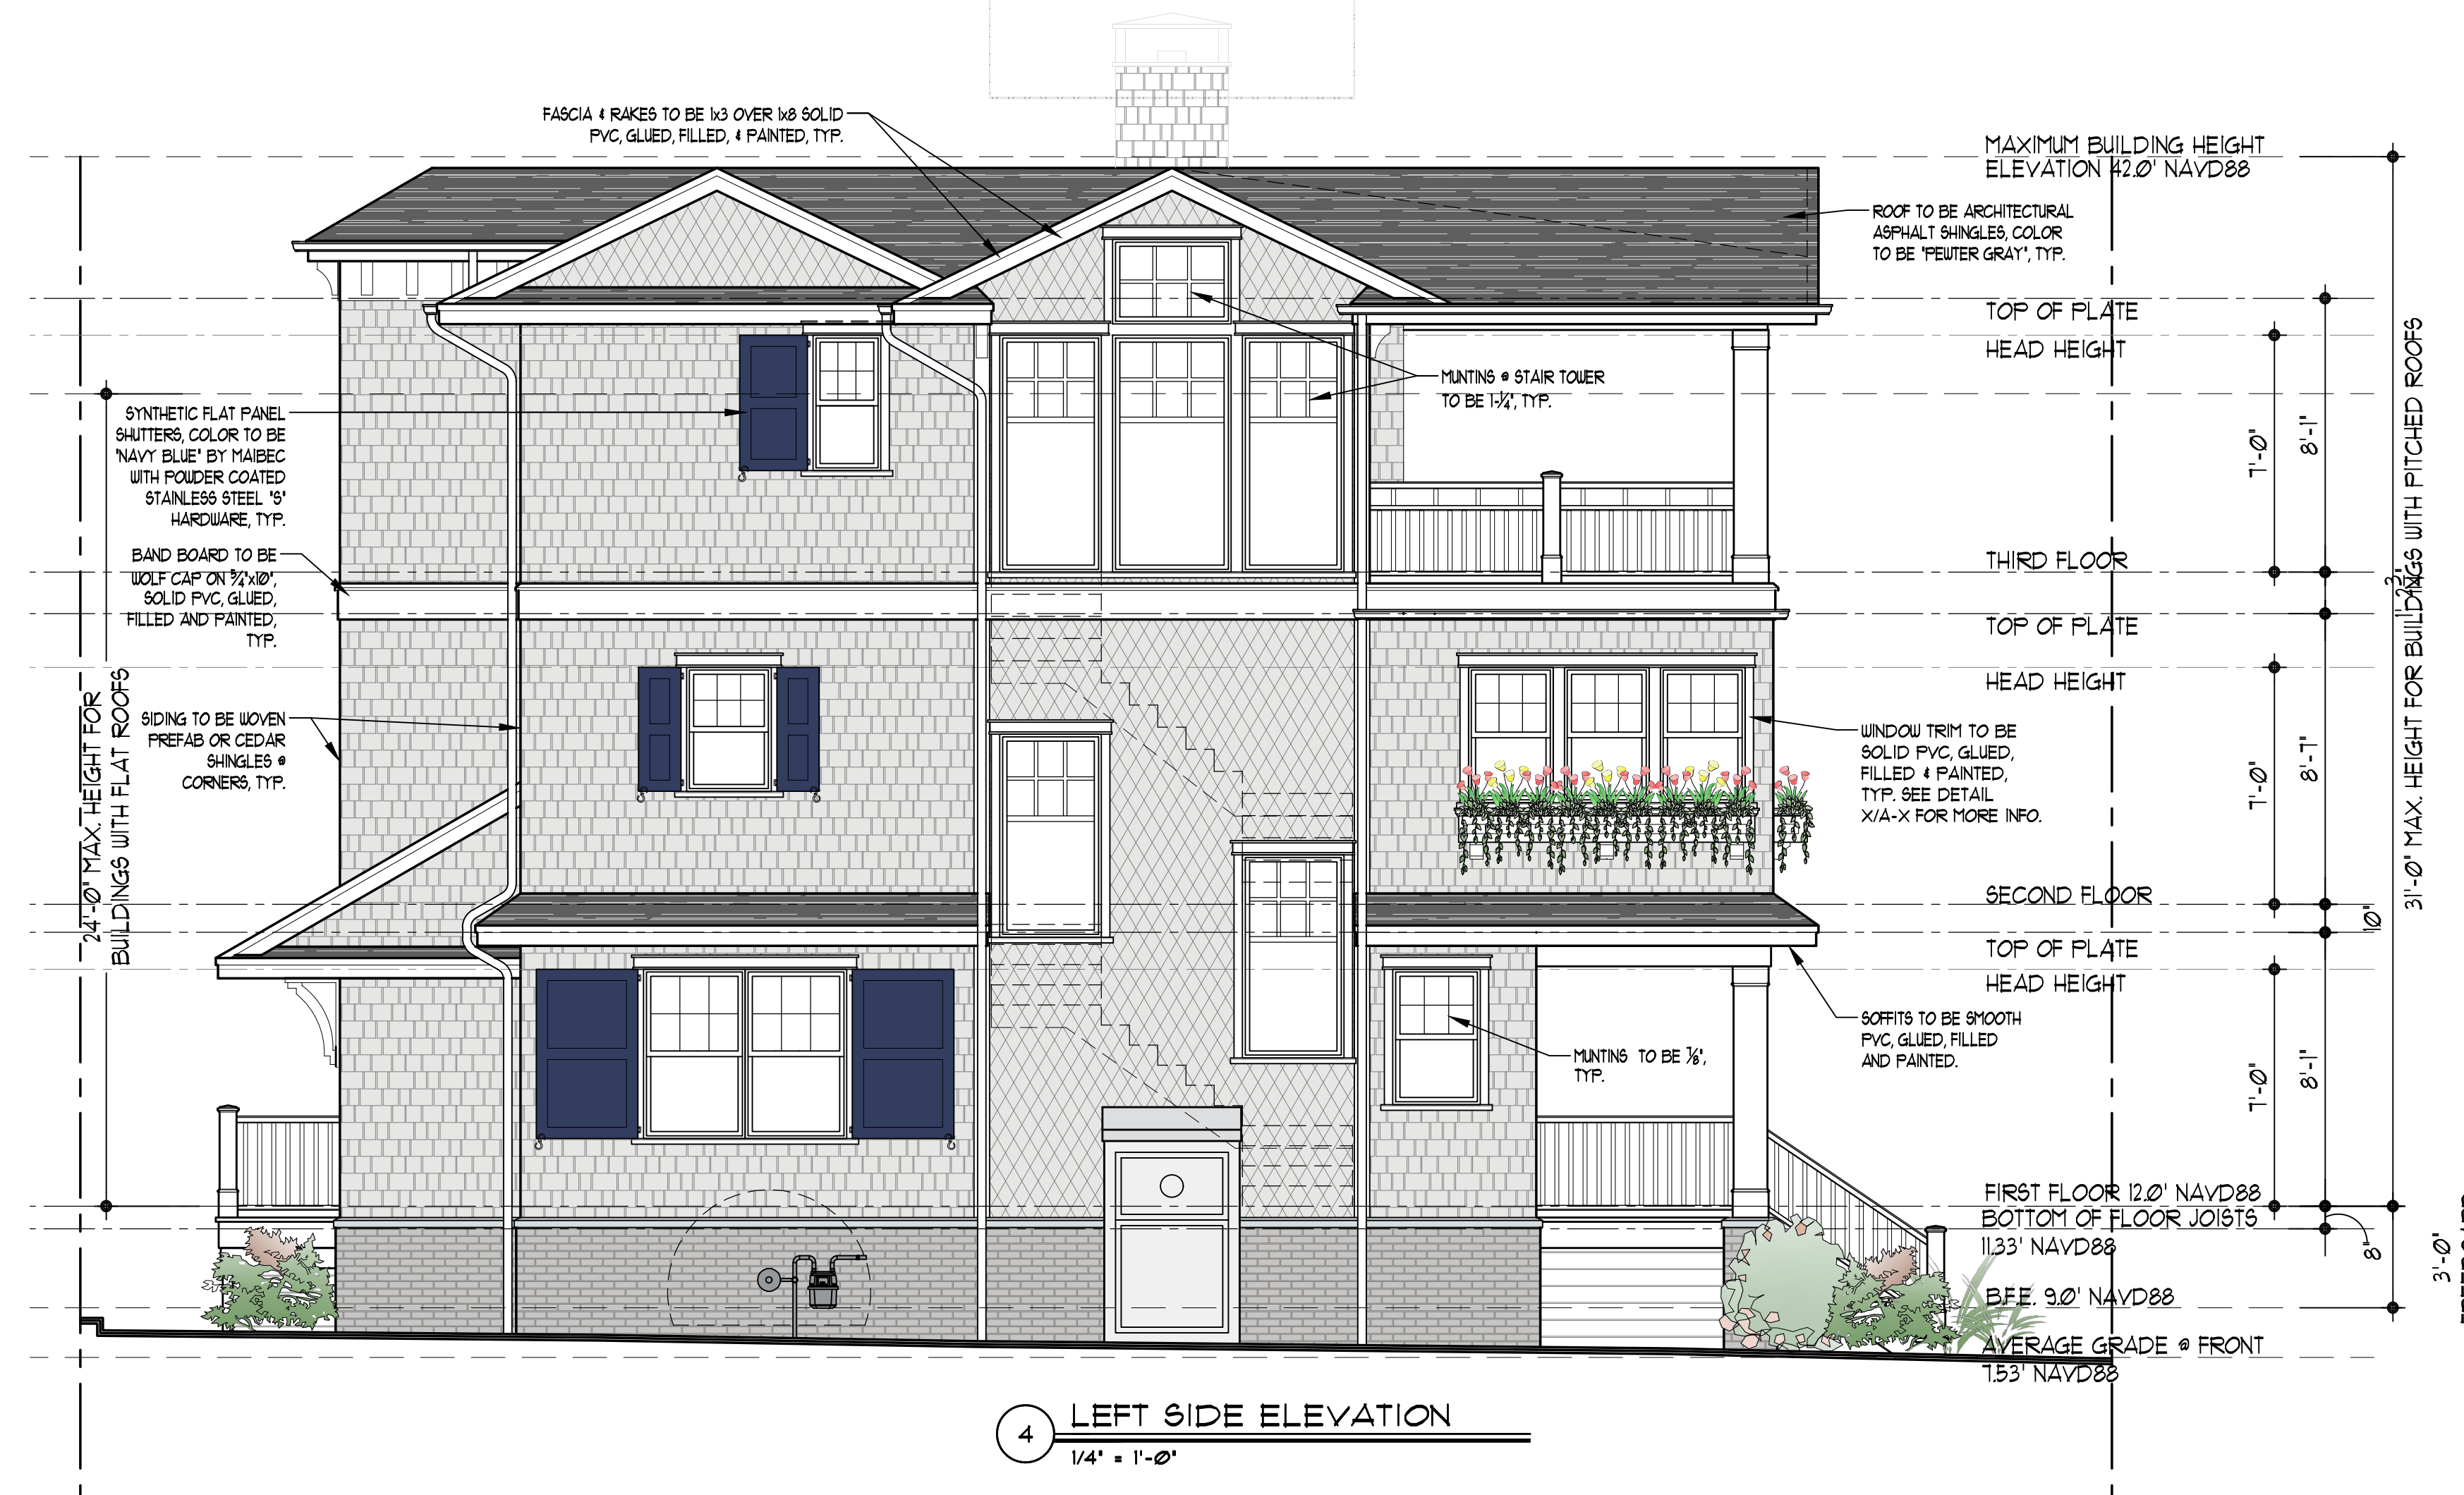 FASCIA & RAKES TO BE 1x3 OVER 1x8 SOLID
PVC, GLUED, FILLED, & PAINTED, TYP.
MAXIMUM BUILDING HEIGHT
ELEVATION 42.0' NAVD88
ROOF TO BE ARCHITECTURAL
ASPHALT SHINGLES, COLOR
TO BE "PEWTER GRAY", TYP.
TOP OF PLATE
HEAD HEIGHT
MUNTINS @ STAIR TOWER
TO BE 1-1/4", TYP.
SYNTHETIC FLAT PANEL
SHUTTERS, COLOR TO BE
"NAVY BLUE" BY MAIBEC
WITH POWDER COATED
STAINLESS STEEL "S"
HARDWARE, TYP.
BAND BOARD TO BE
WOLF CAP ON 5/4"x10",
SOLID PVC, GLUED,
FILLED AND PAINTED,
TYP.
24'-0" MAX. HEIGHT FOR
BUILDINGS WITH FLAT ROOFS
SIDING TO BE WOVEN
PREFAB OR CEDAR
SHINGLES @
CORNERS, TYP.
7'-0"
8'-1"
31'-0" MAX. HEIGHT FOR BUILDINGS WITH PITCHED ROOFS
THIRD FLOOR
TOP OF PLATE
HEAD HEIGHT
WINDOW TRIM TO BE
SOLID PVC, GLUED,
FILLED & PAINTED,
TYP. SEE DETAIL
X/A-X FOR MORE INFO.
7'-0"
8'-7"
SECOND FLOOR
10"
TOP OF PLATE
HEAD HEIGHT
SOFFITS TO BE SMOOTH
PVC, GLUED, FILLED
AND PAINTED.
MUNTINS TO BE 7/8",
TYP.
7'-0"
8'-1"
FIRST FLOOR 12.0' NAVD88
BOTTOM OF FLOOR JOISTS
11.33' NAVD88
8"
3'-0"
B.F.E. 9.0' NAVD88
AVERAGE GRADE @ FRONT
7.53' NAVD88
4
LEFT SIDE ELEVATION
1/4" = 1'-0"